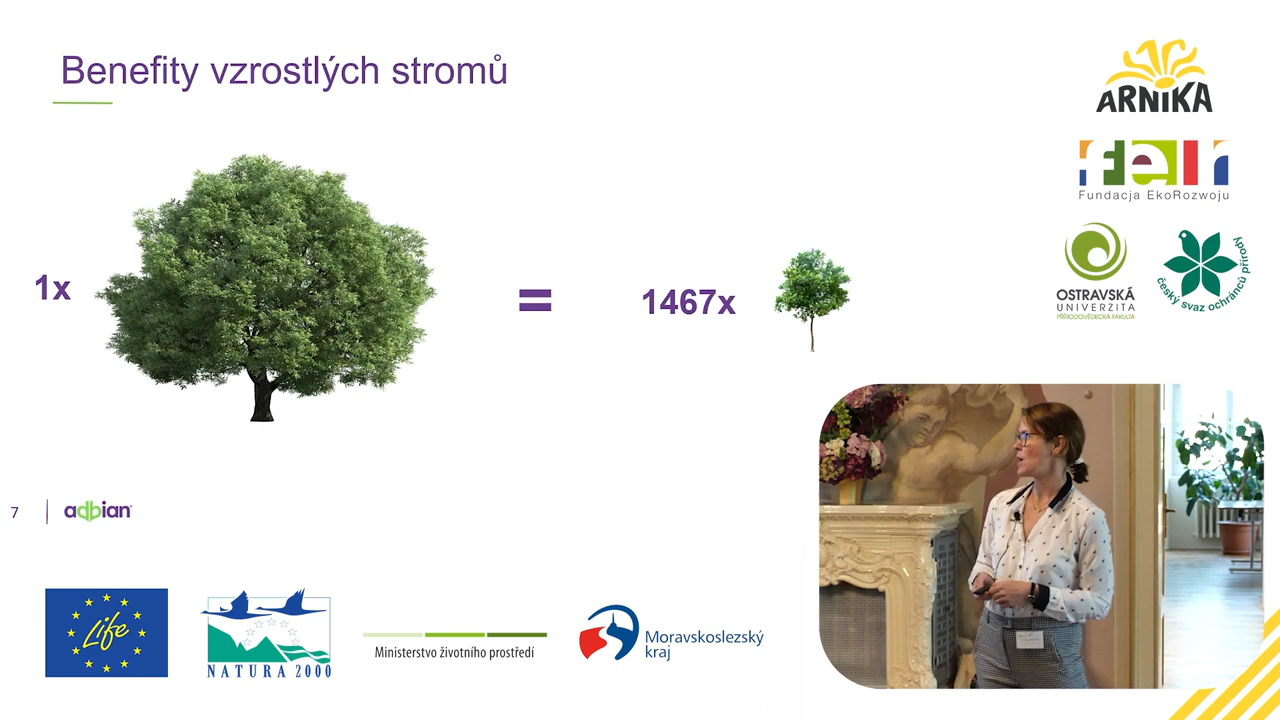 Benefity vzrostlých stromů
1x
=
1467x
7
adbian
ARNIKA
feer
Fundacja EkoRozwoju
OSTRAVSKÁ
UNIVERZITA
PŘÍRODOVĚDECKÁ FAKULTA
český svaz ochránců přírody
Life
NATURA 2000
Ministerstvo životního prostředí
Moravskoslezský
kraj